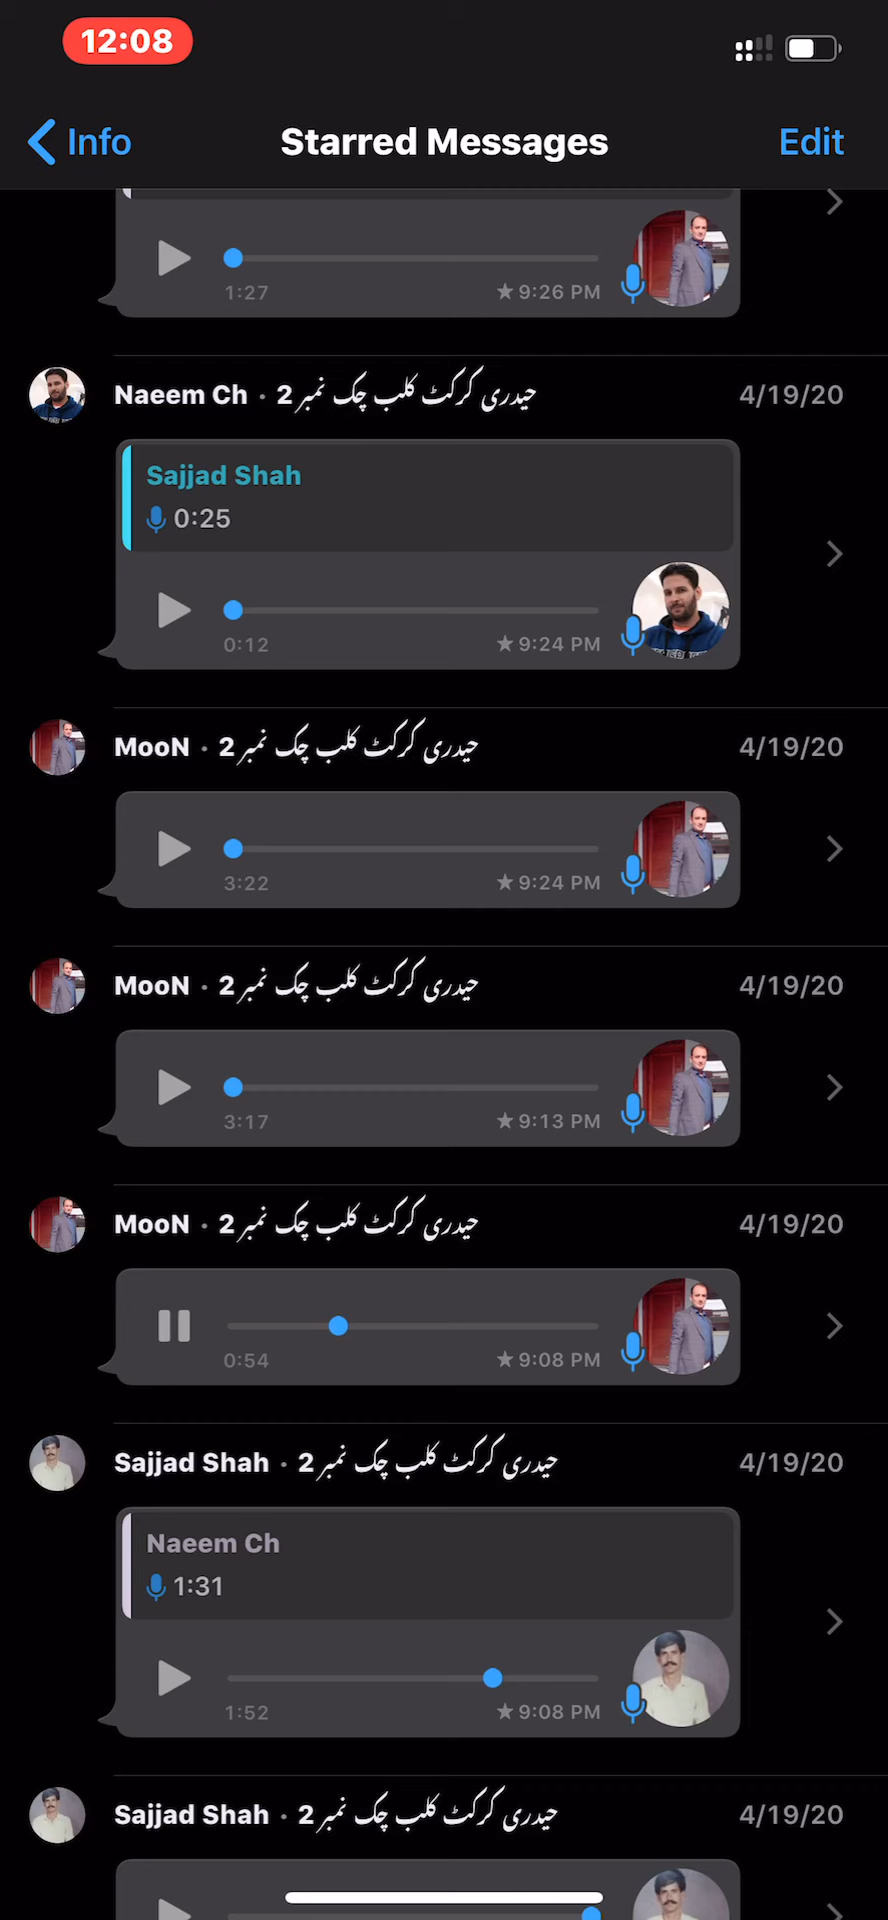 12:08
Info
Starred Messages
Edit
1:27
★ 9:26 PM
Naeem Ch · حیدری کرکٹ کلب چک نمبر 2
4/19/20
Sajjad Shah
0:25
0:12
★ 9:24 PM
MooN · حیدری کرکٹ کلب چک نمبر 2
4/19/20
3:22
★ 9:24 PM
MooN · حیدری کرکٹ کلب چک نمبر 2
4/19/20
3:17
★ 9:13 PM
MooN · حیدری کرکٹ کلب چک نمبر 2
4/19/20
0:54
★ 9:08 PM
Sajjad Shah · حیدری کرکٹ کلب چک نمبر 2
4/19/20
Naeem Ch
1:31
1:52
★ 9:08 PM
Sajjad Shah · حیدری کرکٹ کلب چک نمبر 2
4/19/20